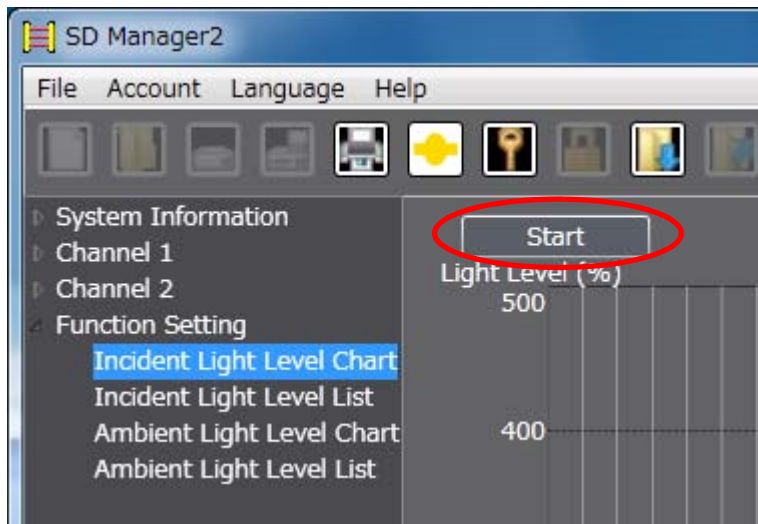 SD Manager2
File Account Language Help
System Information
Channel 1
Channel 2
Function Setting
Incident Light Level Chart
Incident Light Level List
Ambient Light Level Chart
Ambient Light Level List
Start
Light Level (%)
500
400